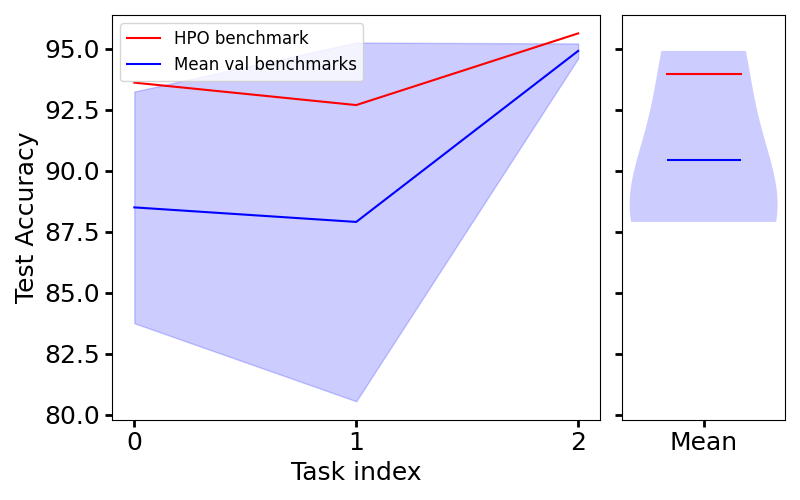 HPO benchmark
Mean val benchmarks
Test Accuracy
95.0
92.5
90.0
87.5
85.0
82.5
80.0
0
1
2
Task index
Mean